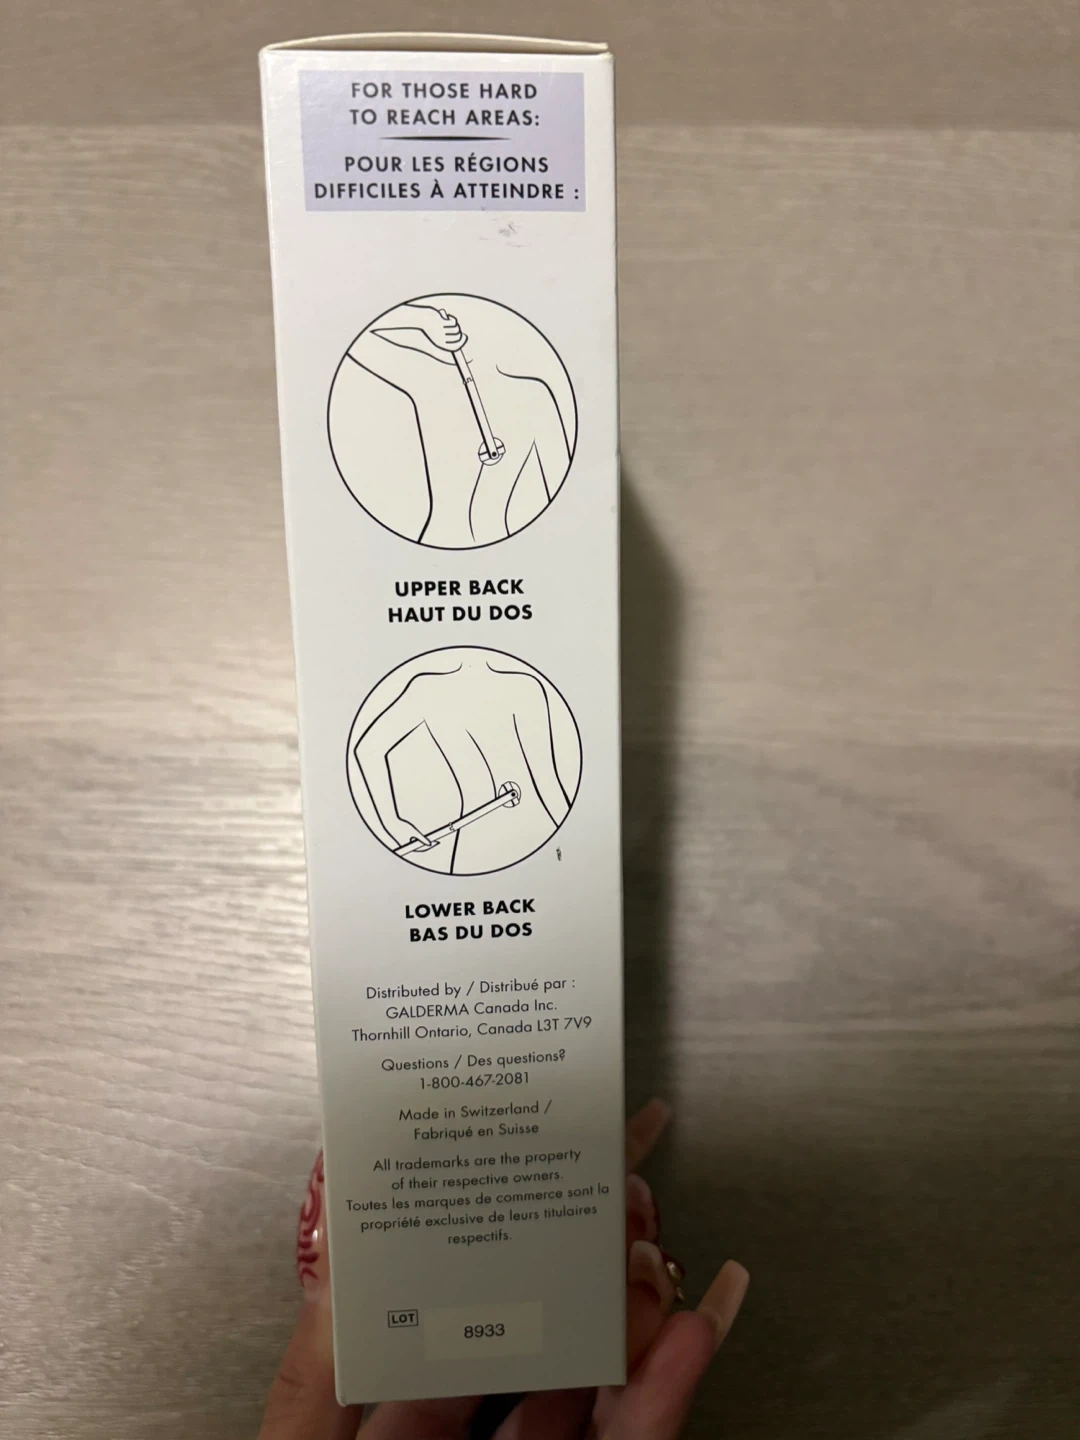 FOR THOSE HARD
TO REACH AREAS:
POUR LES RÉGIONS
DIFFICILES À ATTEINDRE :
UPPER BACK
HAUT DU DOS
LOWER BACK
BAS DU DOS
Distributed by / Distribué par :
GALDERMA Canada Inc.
Thornhill Ontario, Canada L3T 7V9
Questions / Des questions?
1-800-467-2081
Made in Switzerland /
Fabriqué en Suisse
All trademarks are the property
of their respective owners.
Toutes les marques de commerce sont la
propriété exclusive de leurs titulaires
respectifs.
LOT
8933